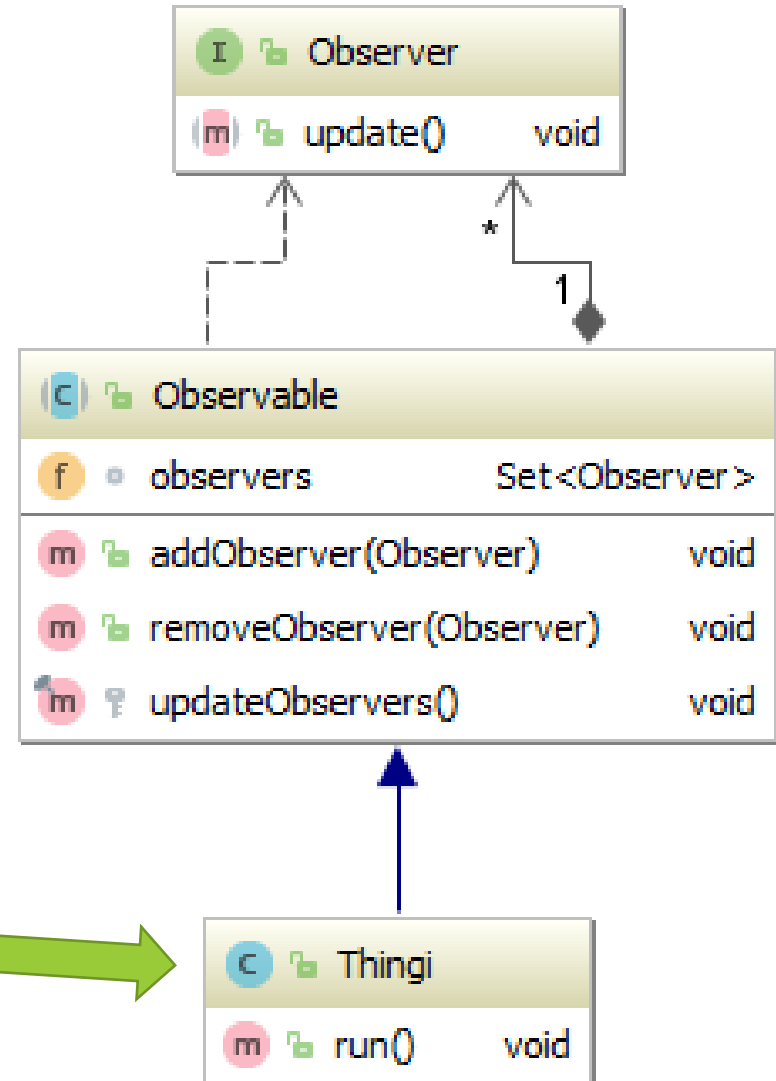 I Observer
m update() void
*
1
C Observable
f observers Set<Observer>
m addObserver(Observer) void
m removeObserver(Observer) void
m updateObservers() void
C Thingi
m run() void